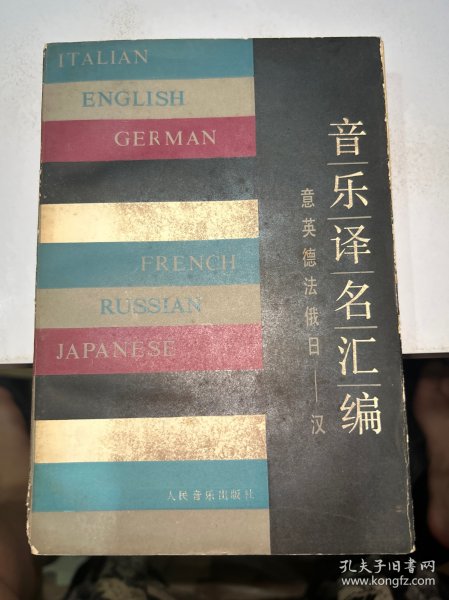 ITALIAN
ENGLISH
GERMAN
FRENCH
RUSSIAN
JAPANESE
音乐译名汇编
意英德法俄日——汉
人民音乐出版社
孔夫子旧书网
kongfz.com